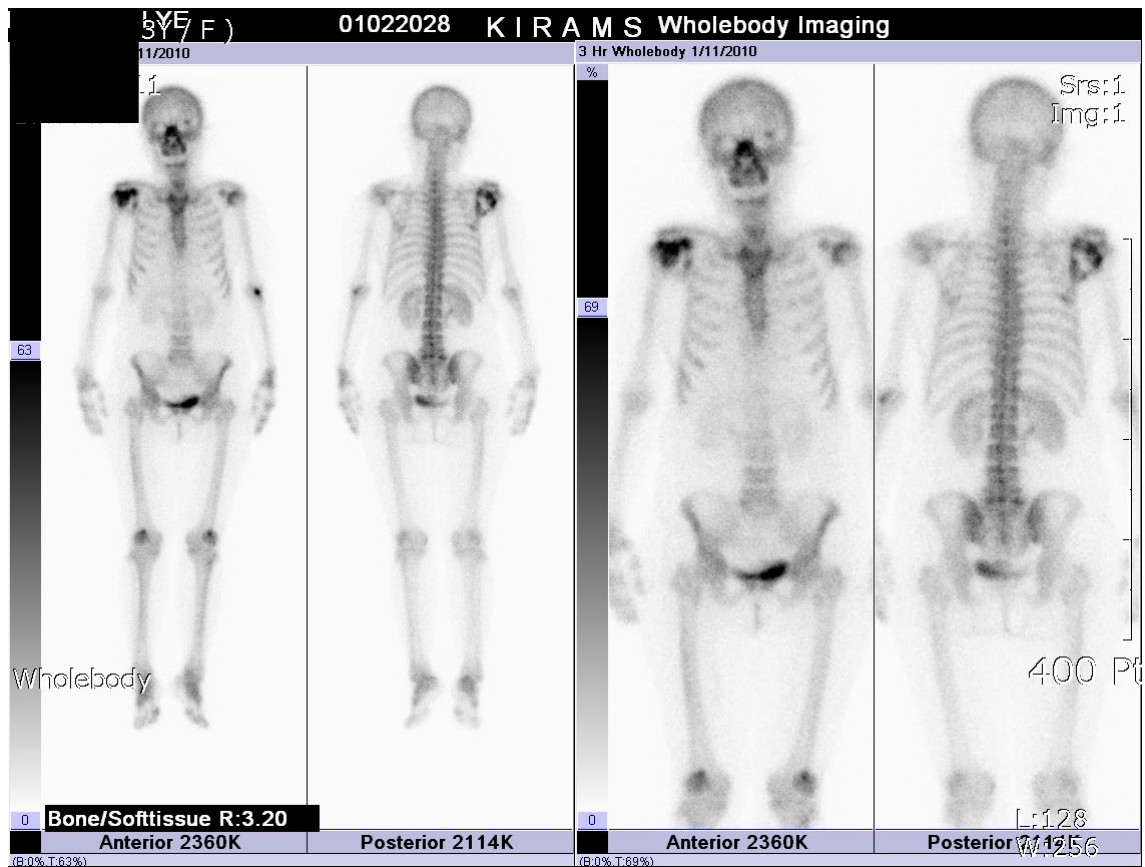 3Y / F )
01022028
KIRAMS Wholebody Imaging
11/2010
3 Hr Wholebody 1/11/2010
%
Srs:1
Img:1
63
69
Wholebody
400 Pt
0
Bone/Softtissue R:3.20
0
L:128
W:256
Anterior 2360K
Posterior 2114K
Anterior 2360K
(B:0%,T:63%)
(B:0%,T:69%)